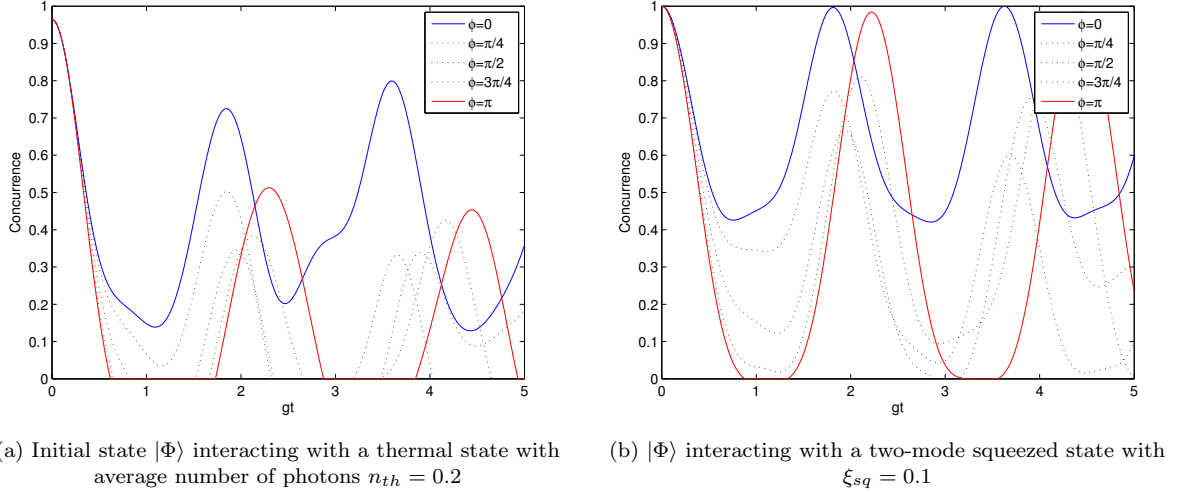 1
0.9
0.8
0.7
0.6
0.5
0.4
0.3
0.2
0.1
0
Concurrence
0 1 2 3 4 5
gt
ϕ=0
ϕ=π/4
ϕ=π/2
ϕ=3π/4
ϕ=π
(a) Initial state |Φ⟩ interacting with a thermal state with
average number of photons n_{th} = 0.2
1
0.9
0.8
0.7
0.6
0.5
0.4
0.3
0.2
0.1
0
Concurrence
0 1 2 3 4 5
gt
ϕ=0
ϕ=π/4
ϕ=π/2
ϕ=3π/4
ϕ=π
(b) |Φ⟩ interacting with a two-mode squeezed state with
ξ_{sq} = 0.1